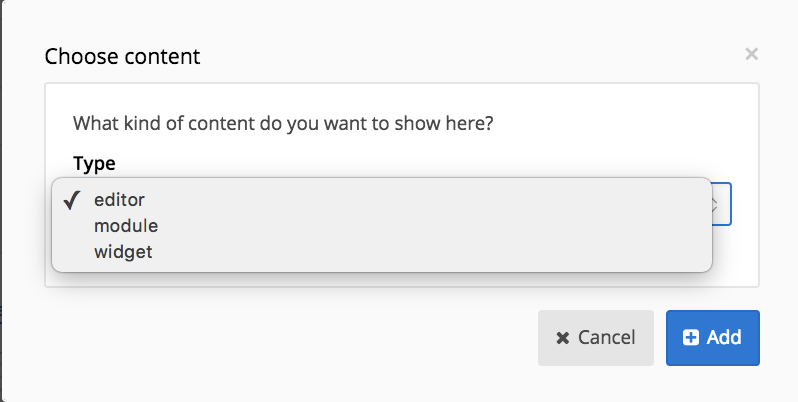 Choose content
What kind of content do you want to show here?
Type
editor
module
widget
Cancel
Add